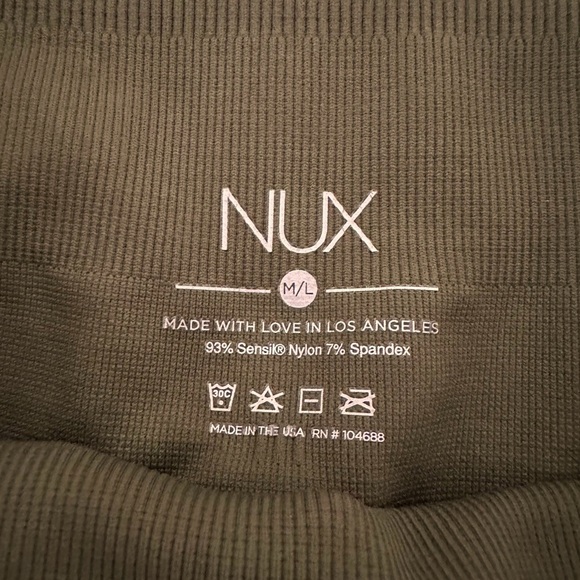 NUX
M/L
MADE WITH LOVE IN LOS ANGELES
93% Sensil® Nylon 7% Spandex
30C
MADE IN THE USA RN # 104688